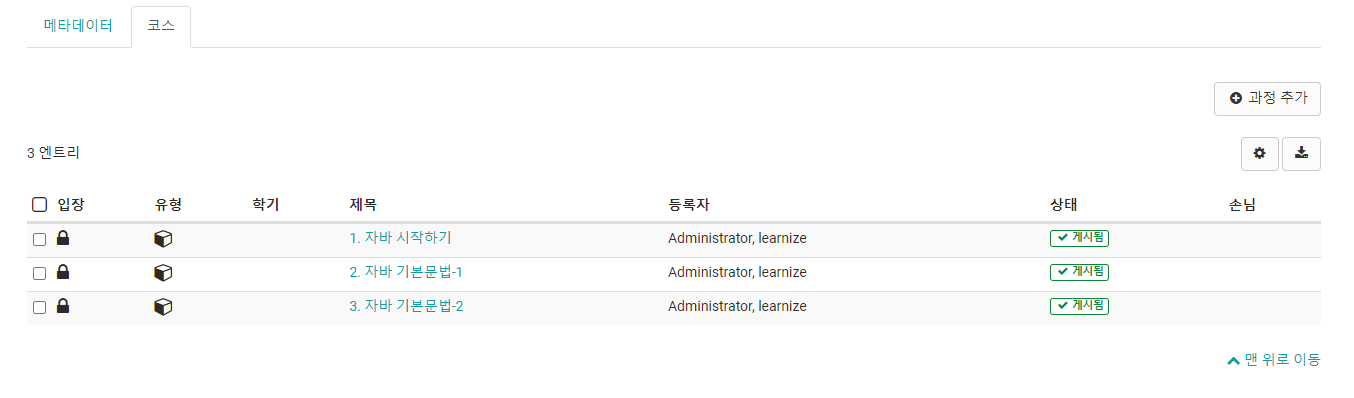 메타데이터 코스
과정 추가
3 엔트리
입장 유형 학기 제목 등록자 상태 손님
1. 자바 시작하기 Administrator, learnize 게시됨
2. 자바 기본문법-1 Administrator, learnize 게시됨
3. 자바 기본문법-2 Administrator, learnize 게시됨
맨 위로 이동